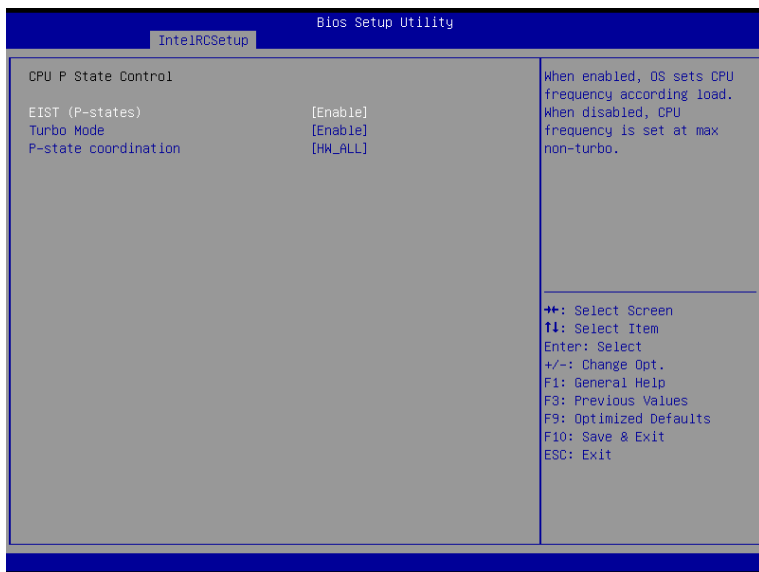 Bios Setup Utility
IntelRCSetup
CPU P State Control
EIST (P-states) [Enable]
Turbo Mode [Enable]
P-state coordination [HW_ALL]
When enabled, OS sets CPU
frequency according load.
When disabled, CPU
frequency is set at max
non-turbo.
→←: Select Screen
↑↓: Select Item
Enter: Select
+/-: Change Opt.
F1: General Help
F3: Previous Values
F9: Optimized Defaults
F10: Save & Exit
ESC: Exit